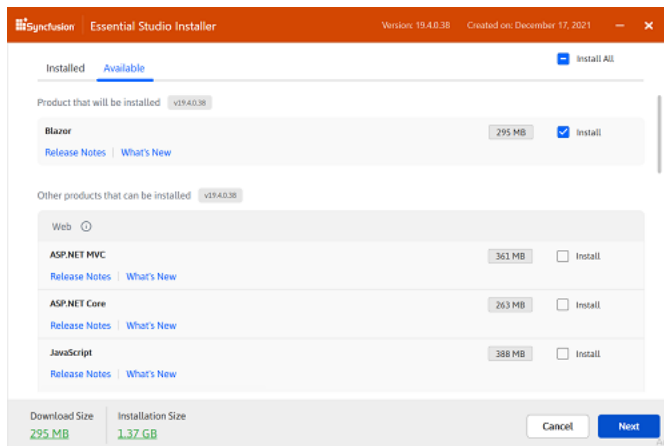 Syncfusion Essential Studio Installer Version: 19.4.0.38 Created on: December 17, 2021
Installed Available Install All
Product that will be installed v19.4.0.38
Blazor 295 MB Install
Release Notes What's New
Other products that can be installed v19.4.0.38
Web
ASP.NET MVC 361 MB Install
Release Notes What's New
ASP.NET Core 263 MB Install
Release Notes What's New
JavaScript 388 MB Install
Release Notes What's New
Download Size Installation Size
295 MB 1.37 GB
Cancel Next